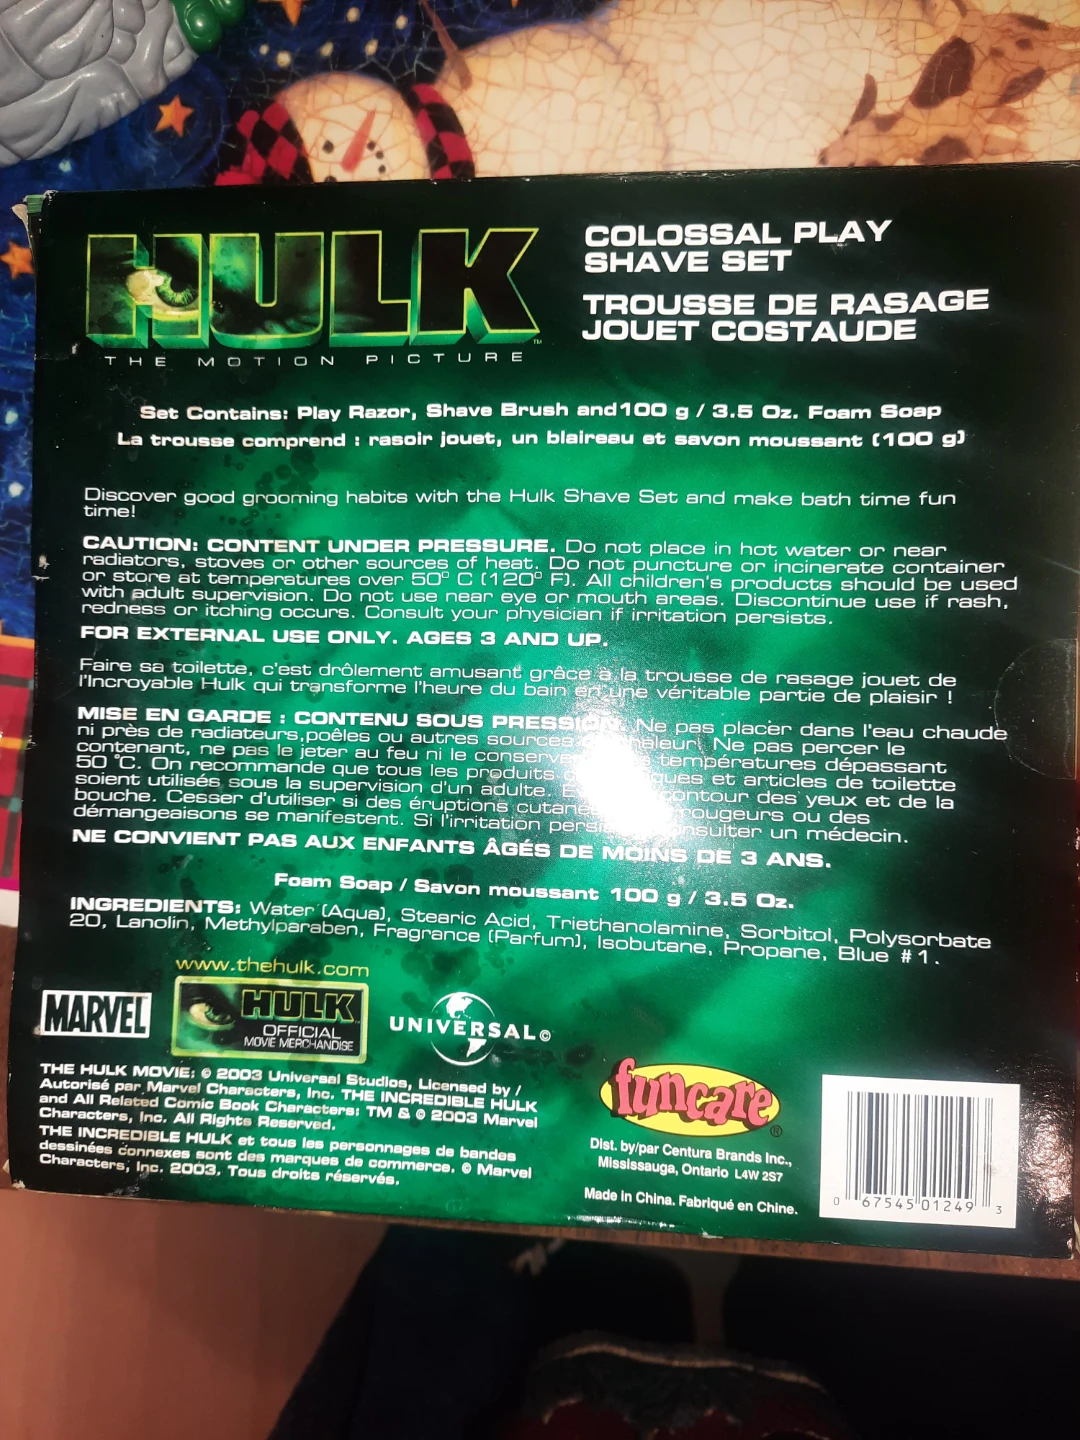 HULK™
THE MOTION PICTURE
COLOSSAL PLAY
SHAVE SET
TROUSSE DE RASAGE
JOUET COSTAUDE
Set Contains: Play Razor, Shave Brush and100 g / 3.5 Oz. Foam Soap
La trousse comprend : rasoir jouet, un blaireau et savon moussant (100 g)
Discover good grooming habits with the Hulk Shave Set and make bath time fun
time!
CAUTION: CONTENT UNDER PRESSURE. Do not place in hot water or near
radiators, stoves or other sources of heat. Do not puncture or incinerate container
or store at temperatures over 50° C (120° F). All children's products should be used
with adult supervision. Do not use near eye or mouth areas. Discontinue use if rash,
redness or itching occurs. Consult your physician if irritation persists.
FOR EXTERNAL USE ONLY. AGES 3 AND UP.
Faire sa toilette, c'est drôlement amusant grâce à la trousse de rasage jouet de
l'Incroyable Hulk qui transforme l'heure du bain en une véritable partie de plaisir !
MISE EN GARDE : CONTENU SOUS PRESSION. Ne pas placer dans l'eau chaude
ni près de radiateurs,poêles ou autres sources chaleur. Ne pas percer le
contenant, ne pas le jeter au feu ni le températures dépassant
50 °C. On recommande que tous les produits et articles de toilette
soient utilisés sous la supervision d'un adulte. contour des yeux et de la
bouche. Cesser d'utiliser si des éruptions rougeurs ou des
démangeaisons se manifestent. Si l'irritation consulter un médecin.
NE CONVIENT PAS AUX ENFANTS ÂGÉS DE MOINS DE 3 ANS.
Foam Soap / Savon moussant 100 g / 3.5 Oz.
INGREDIENTS: Water (Aqua), Stearic Acid, Triethanolamine, Sorbitol, Polysorbate
20, Lanolin, Methylparaben, Fragrance (Parfum), Isobutane, Propane, Blue #1.
www.thehulk.com
MARVEL
HULK
OFFICIAL
MOVIE MERCHANDISE
UNIVERSAL©
THE HULK MOVIE: © 2003 Universal Studios, Licensed by /
Autorisé par Marvel Characters, Inc. THE INCREDIBLE HULK
and All Related Comic Book Characters: TM & © 2003 Marvel
Characters, Inc. All Rights Reserved.
THE INCREDIBLE HULK et tous les personnages de bandes
dessinées connexes sont des marques de commerce. © Marvel
Characters, Inc. 2003. Tous droits réservés.
funcare®
Dist. by/par Centura Brands Inc.,
Mississauga, Ontario L4W 2S7
Made in China. Fabriqué en Chine.
0 67545 01249 3